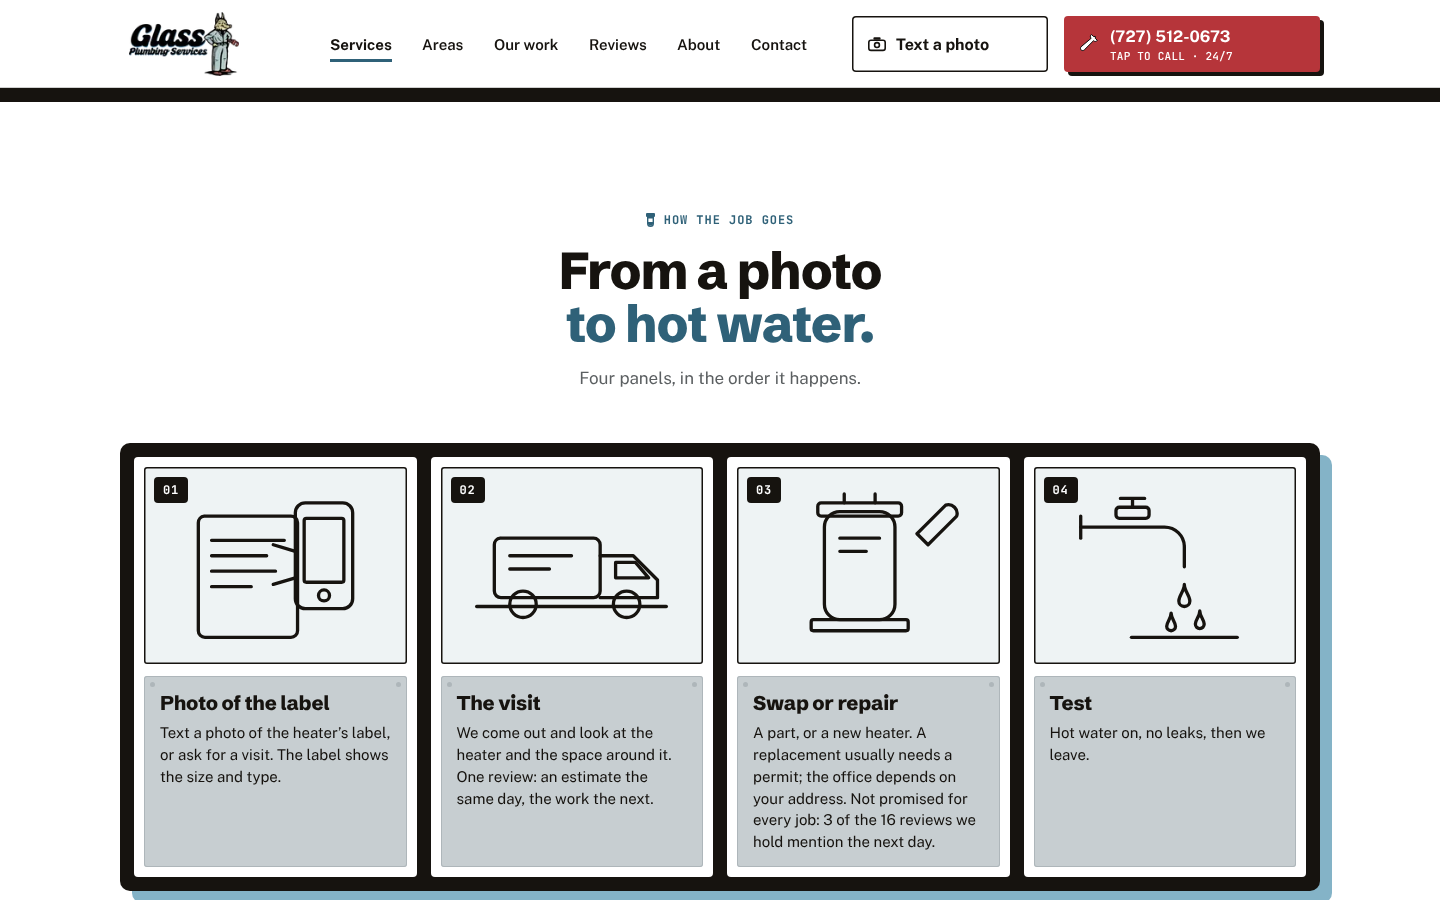 Glass
Plumbing Services
Services
Areas
Our work
Reviews
About
Contact
Text a photo
(727) 512-0673
TAP TO CALL · 24/7
HOW THE JOB GOES
From a photo
to hot water.
Four panels, in the order it happens.
01
Photo of the label
Text a photo of the heater’s label,
or ask for a visit. The label shows
the size and type.
02
The visit
We come out and look at the
heater and the space around it.
One review: an estimate the
same day, the work the next.
03
Swap or repair
A part, or a new heater. A
replacement usually needs a
permit; the office depends on
your address. Not promised for
every job: 3 of the 16 reviews we
hold mention the next day.
04
Test
Hot water on, no leaks, then we
leave.